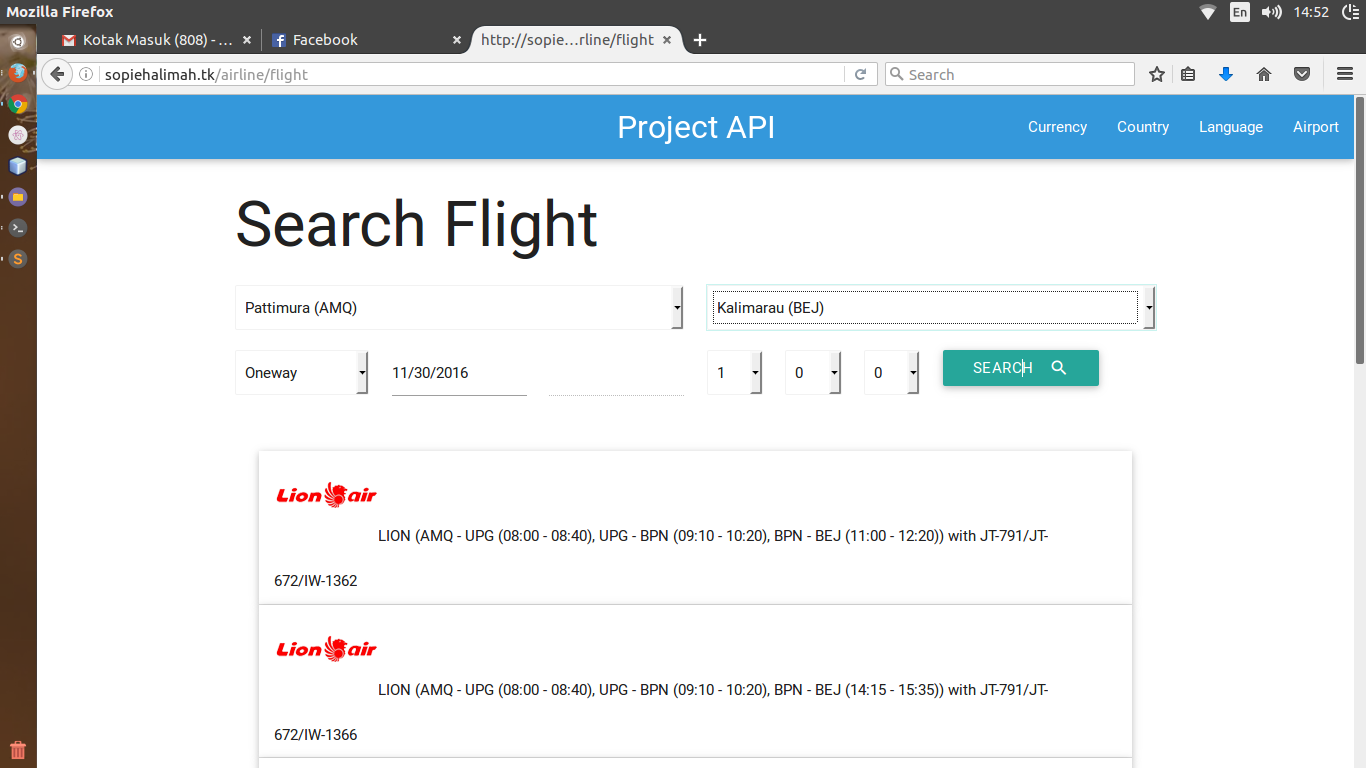 Mozilla Firefox
En
14:52
Kotak Masuk (808) - ...
Facebook
http://sopie...rline/flight
sopiehalimah.tk/airline/flight
Search
Project API
Currency
Country
Language
Airport
Search Flight
Pattimura (AMQ)
Kalimarau (BEJ)
Oneway
11/30/2016
1
0
0
SEARCH
Lion air
LION (AMQ - UPG (08:00 - 08:40), UPG - BPN (09:10 - 10:20), BPN - BEJ (11:00 - 12:20)) with JT-791/JT-
672/IW-1362
Lion air
LION (AMQ - UPG (08:00 - 08:40), UPG - BPN (09:10 - 10:20), BPN - BEJ (14:15 - 15:35)) with JT-791/JT-
672/IW-1366